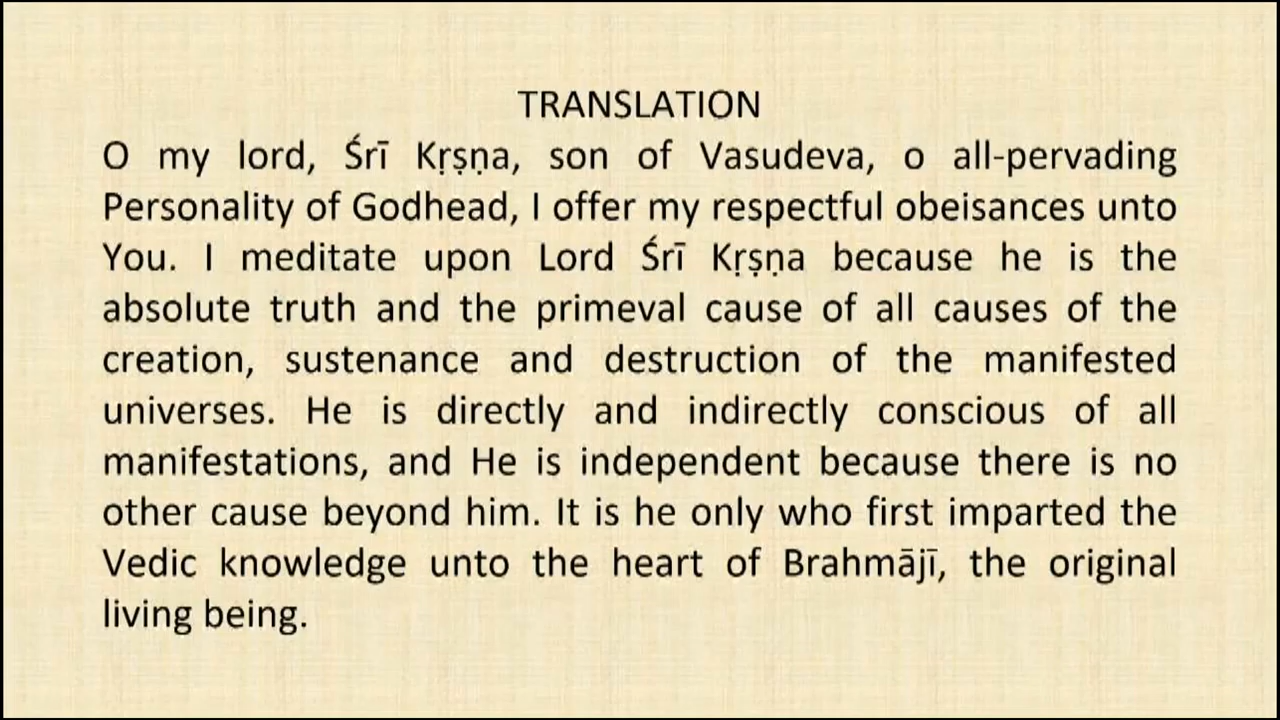 TRANSLATION
O my lord, Śrī Kṛṣṇa, son of Vasudeva, o all-pervading
Personality of Godhead, I offer my respectful obeisances unto
You. I meditate upon Lord Śrī Kṛṣṇa because he is the
absolute truth and the primeval cause of all causes of the
creation, sustenance and destruction of the manifested
universes. He is directly and indirectly conscious of all
manifestations, and He is independent because there is no
other cause beyond him. It is he only who first imparted the
Vedic knowledge unto the heart of Brahmājī, the original
living being.